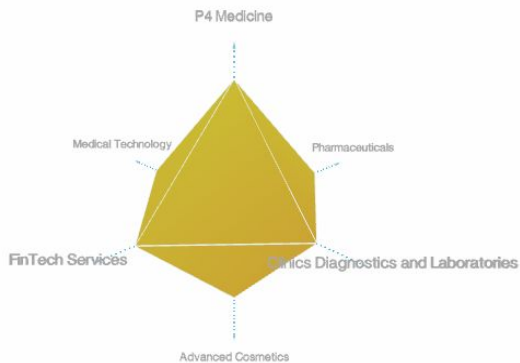 P4 Medicine
Medical Technology
Pharmaceuticals
FinTech Services
Clinics Diagnostics and Laboratories
Advanced Cosmetics